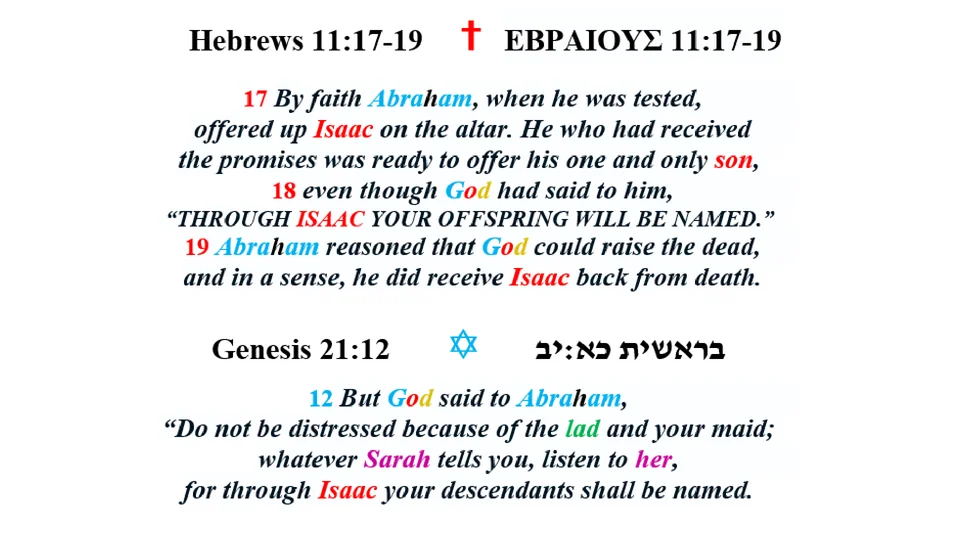 Hebrews 11:17-19 ✝ ΕΒΡΑΙΟΥΣ 11:17-19
17 By faith Abraham, when he was tested,
offered up Isaac on the altar. He who had received
the promises was ready to offer his one and only son,
18 even though God had said to him,
“THROUGH ISAAC YOUR OFFSPRING WILL BE NAMED.”
19 Abraham reasoned that God could raise the dead,
and in a sense, he did receive Isaac back from death.
Genesis 21:12 ✡ בראשית כא:יב
12 But God said to Abraham,
“Do not be distressed because of the lad and your maid;
whatever Sarah tells you, listen to her,
for through Isaac your descendants shall be named.